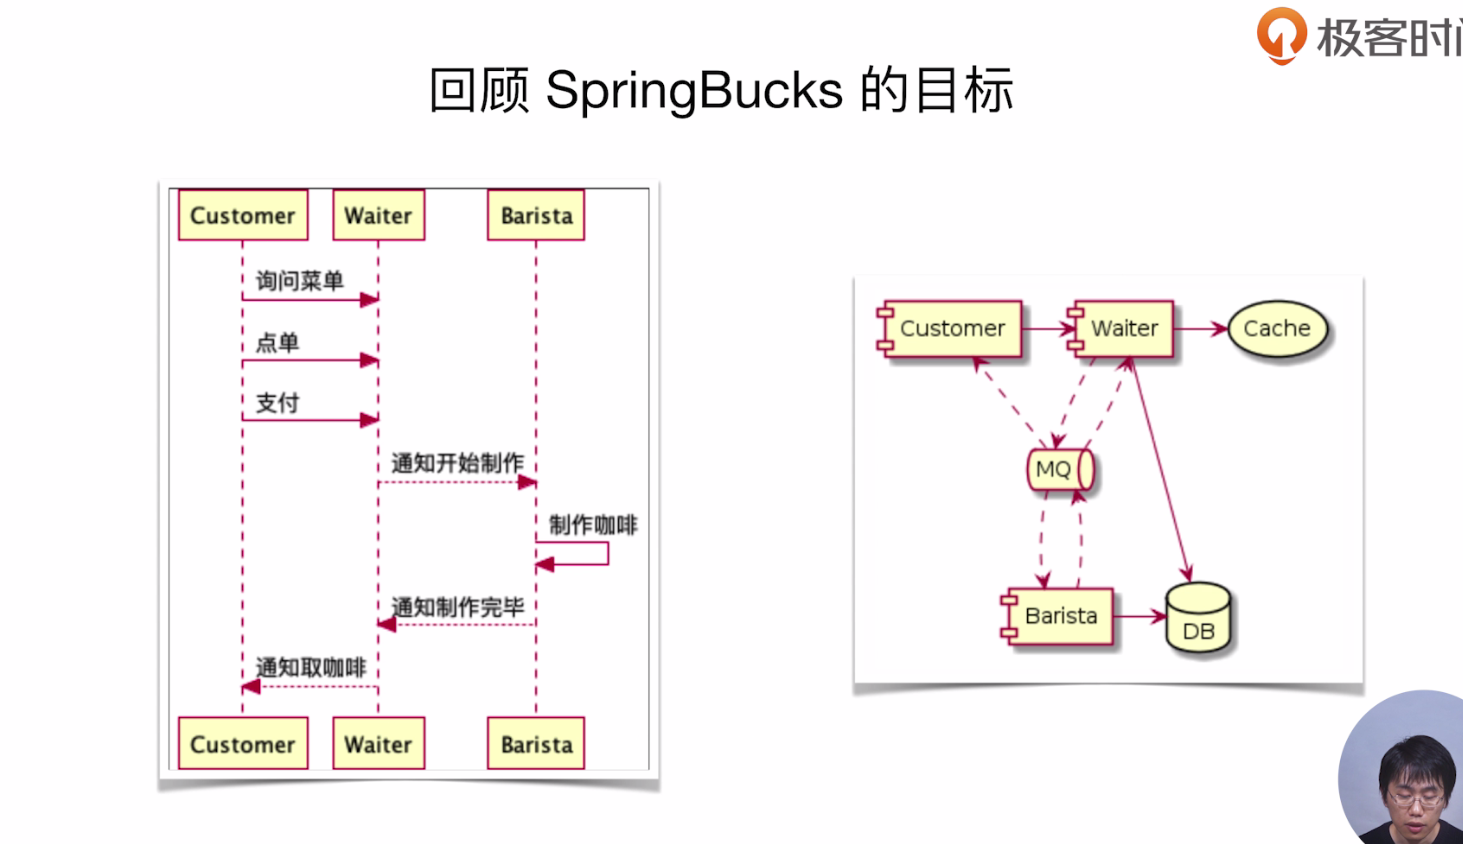 极客时间
回顾 SpringBucks 的目标
Customer
Waiter
Barista
询问菜单
点单
支付
通知开始制作
制作咖啡
通知制作完毕
通知取咖啡
Customer
Waiter
Barista
Customer
Waiter
Cache
MQ
Barista
DB